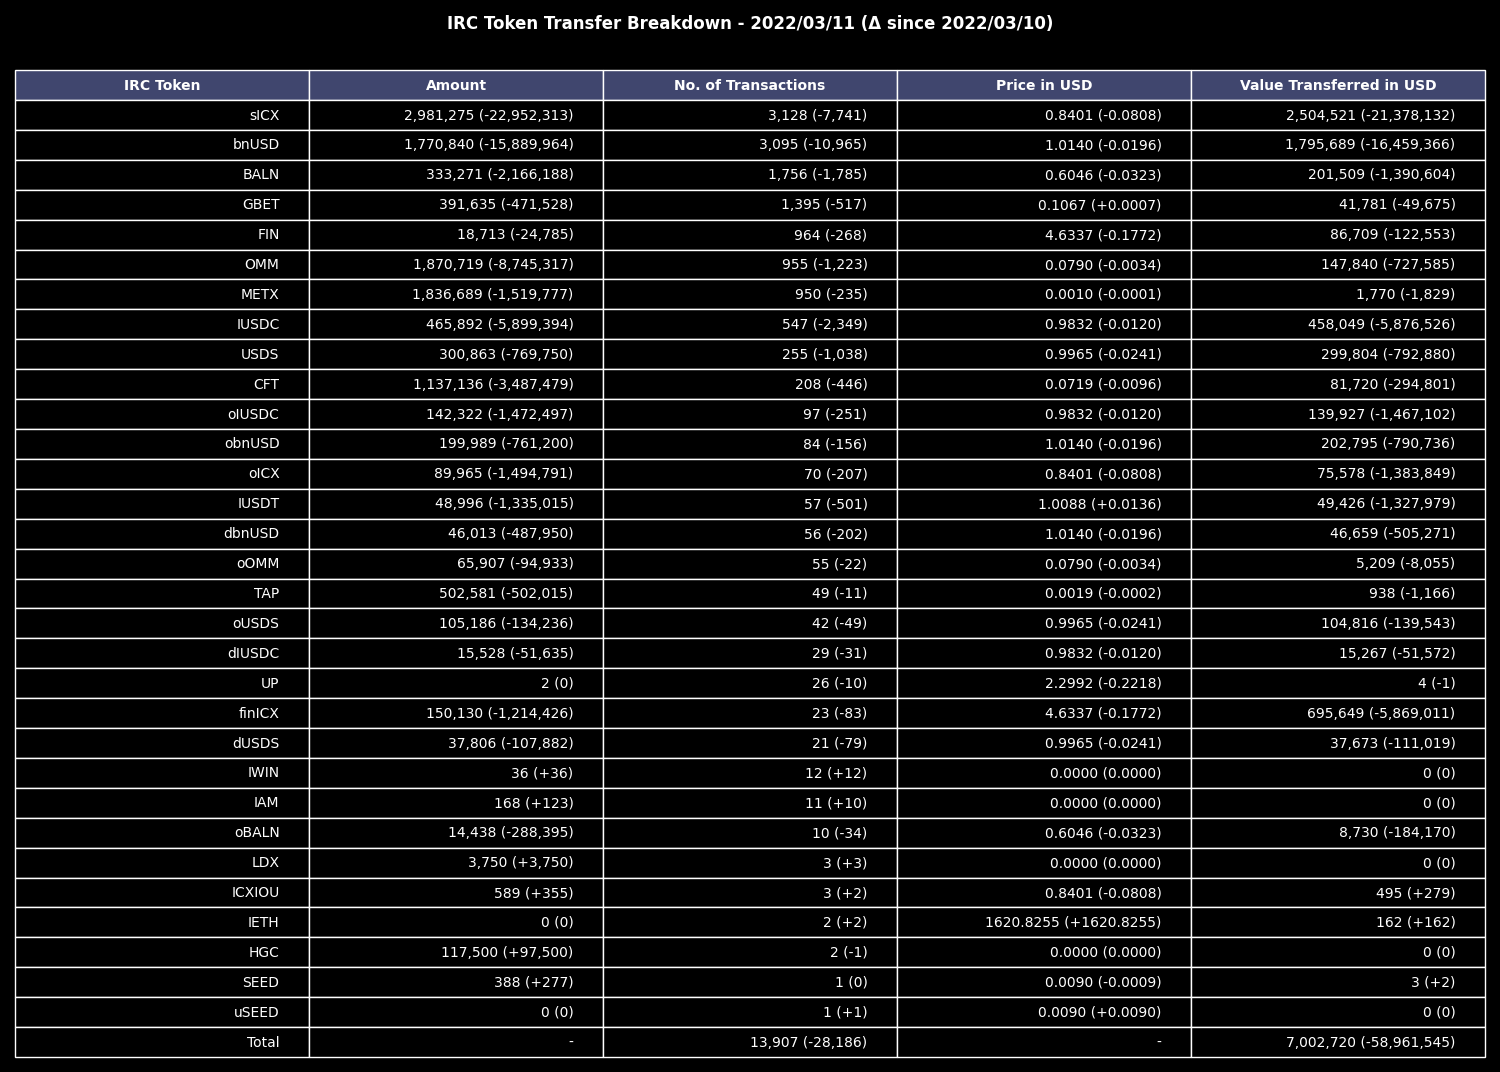 IRC Token Transfer Breakdown - 2022/03/11 (Δ since 2022/03/10)
IRC Token Amount No. of Transactions Price in USD Value Transferred in USD
sICX 2,981,275 (-22,952,313) 3,128 (-7,741) 0.8401 (-0.0808) 2,504,521 (-21,378,132)
bnUSD 1,770,840 (-15,889,964) 3,095 (-10,965) 1.0140 (-0.0196) 1,795,689 (-16,459,366)
BALN 333,271 (-2,166,188) 1,756 (-1,785) 0.6046 (-0.0323) 201,509 (-1,390,604)
GBET 391,635 (-471,528) 1,395 (-517) 0.1067 (+0.0007) 41,781 (-49,675)
FIN 18,713 (-24,785) 964 (-268) 4.6337 (-0.1772) 86,709 (-122,553)
OMM 1,870,719 (-8,745,317) 955 (-1,223) 0.0790 (-0.0034) 147,840 (-727,585)
METX 1,836,689 (-1,519,777) 950 (-235) 0.0010 (-0.0001) 1,770 (-1,829)
IUSDC 465,892 (-5,899,394) 547 (-2,349) 0.9832 (-0.0120) 458,049 (-5,876,526)
USDS 300,863 (-769,750) 255 (-1,038) 0.9965 (-0.0241) 299,804 (-792,880)
CFT 1,137,136 (-3,487,479) 208 (-446) 0.0719 (-0.0096) 81,720 (-294,801)
oIUSDC 142,322 (-1,472,497) 97 (-251) 0.9832 (-0.0120) 139,927 (-1,467,102)
obnUSD 199,989 (-761,200) 84 (-156) 1.0140 (-0.0196) 202,795 (-790,736)
oICX 89,965 (-1,494,791) 70 (-207) 0.8401 (-0.0808) 75,578 (-1,383,849)
IUSDT 48,996 (-1,335,015) 57 (-501) 1.0088 (+0.0136) 49,426 (-1,327,979)
dbnUSD 46,013 (-487,950) 56 (-202) 1.0140 (-0.0196) 46,659 (-505,271)
oOMM 65,907 (-94,933) 55 (-22) 0.0790 (-0.0034) 5,209 (-8,055)
TAP 502,581 (-502,015) 49 (-11) 0.0019 (-0.0002) 938 (-1,166)
oUSDS 105,186 (-134,236) 42 (-49) 0.9965 (-0.0241) 104,816 (-139,543)
dIUSDC 15,528 (-51,635) 29 (-31) 0.9832 (-0.0120) 15,267 (-51,572)
UP 2 (0) 26 (-10) 2.2992 (-0.2218) 4 (-1)
finICX 150,130 (-1,214,426) 23 (-83) 4.6337 (-0.1772) 695,649 (-5,869,011)
dUSDS 37,806 (-107,882) 21 (-79) 0.9965 (-0.0241) 37,673 (-111,019)
IWIN 36 (+36) 12 (+12) 0.0000 (0.0000) 0 (0)
IAM 168 (+123) 11 (+10) 0.0000 (0.0000) 0 (0)
oBALN 14,438 (-288,395) 10 (-34) 0.6046 (-0.0323) 8,730 (-184,170)
LDX 3,750 (+3,750) 3 (+3) 0.0000 (0.0000) 0 (0)
ICXIOU 589 (+355) 3 (+2) 0.8401 (-0.0808) 495 (+279)
IETH 0 (0) 2 (+2) 1620.8255 (+1620.8255) 162 (+162)
HGC 117,500 (+97,500) 2 (-1) 0.0000 (0.0000) 0 (0)
SEED 388 (+277) 1 (0) 0.0090 (-0.0009) 3 (+2)
uSEED 0 (0) 1 (+1) 0.0090 (+0.0090) 0 (0)
Total - 13,907 (-28,186) - 7,002,720 (-58,961,545)